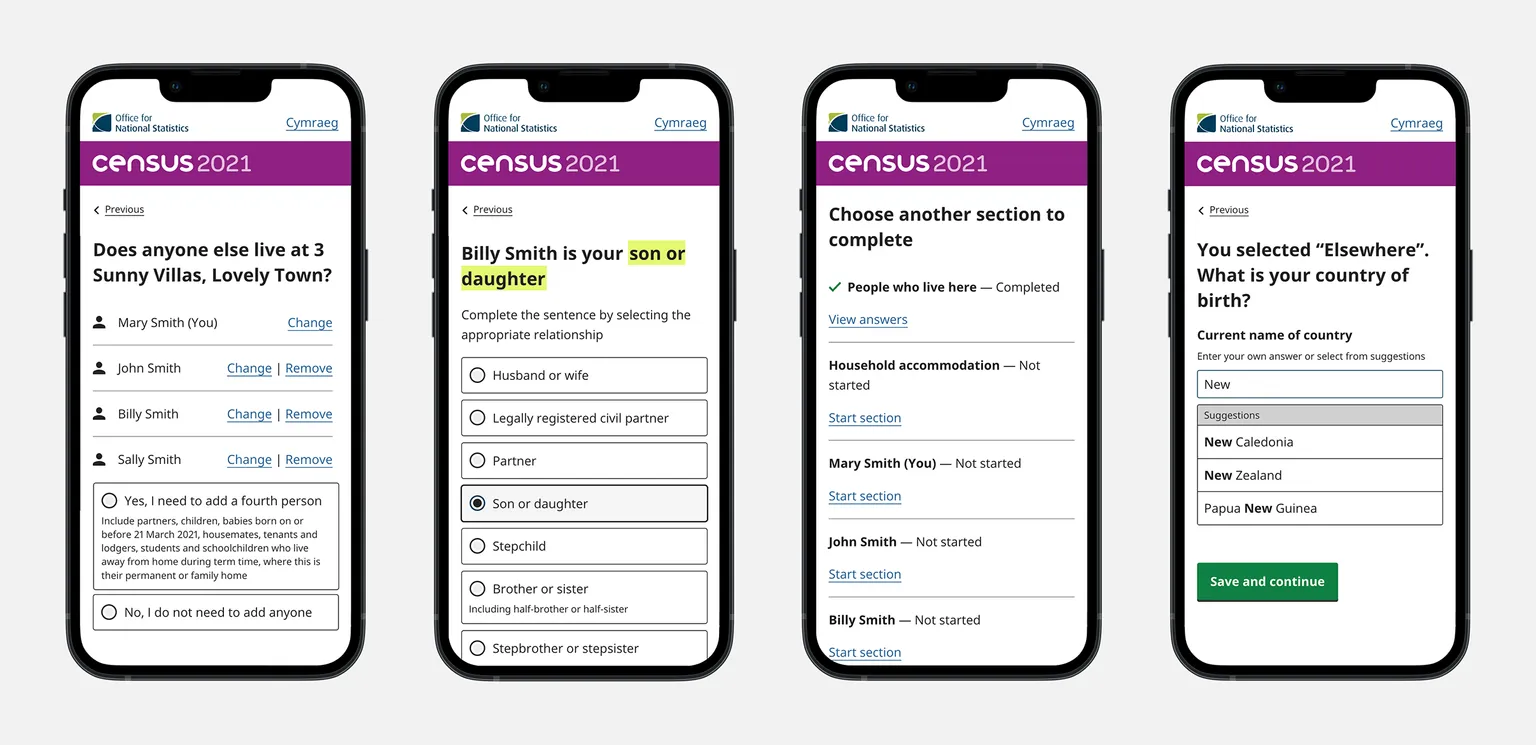 Office for
National Statistics
Cymraeg
census 2021
Previous
Does anyone else live at 3
Sunny Villas, Lovely Town?
Mary Smith (You) Change
John Smith Change | Remove
Billy Smith Change | Remove
Sally Smith Change | Remove
Yes, I need to add a fourth person
Include partners, children, babies born on or
before 21 March 2021, housemates, tenants and
lodgers, students and schoolchildren who live
away from home during term time, where this is
their permanent or family home
No, I do not need to add anyone
Office for
National Statistics
Cymraeg
census 2021
Previous
Billy Smith is your son or
daughter
Complete the sentence by selecting the
appropriate relationship
Husband or wife
Legally registered civil partner
Partner
Son or daughter
Stepchild
Brother or sister
Including half-brother or half-sister
Stepbrother or stepsister
Office for
National Statistics
Cymraeg
census 2021
Choose another section to
complete
People who live here — Completed
View answers
Household accommodation — Not
started
Start section
Mary Smith (You) — Not started
Start section
John Smith — Not started
Start section
Billy Smith — Not started
Start section
Office for
National Statistics
Cymraeg
census 2021
Previous
You selected “Elsewhere”.
What is your country of
birth?
Current name of country
Enter your own answer or select from suggestions
New
Suggestions
New Caledonia
New Zealand
Papua New Guinea
Save and continue